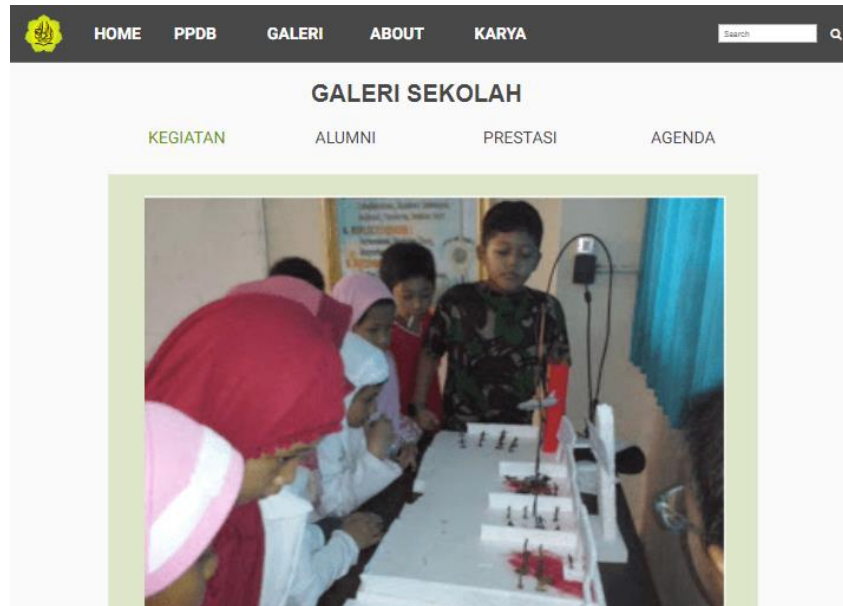 HOME PPDB GALERI ABOUT KARYA Search
GALERI SEKOLAH
KEGIATAN ALUMNI PRESTASI AGENDA